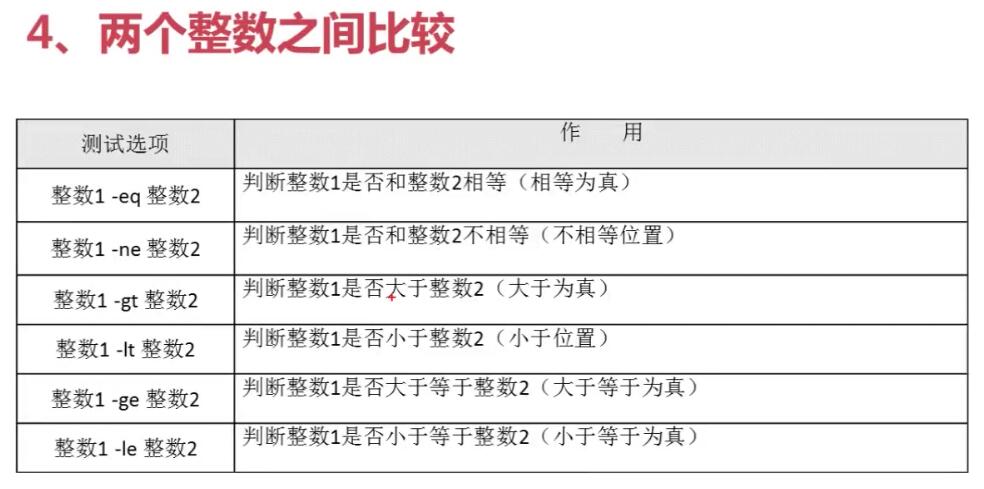 4、两个整数之间比较
测试选项 作 用
整数1 -eq 整数2 判断整数1是否和整数2相等（相等为真）
整数1 -ne 整数2 判断整数1是否和整数2不相等（不相等位置）
整数1 -gt 整数2 判断整数1是否大于整数2（大于为真）
整数1 -lt 整数2 判断整数1是否小于整数2（小于位置）
整数1 -ge 整数2 判断整数1是否大于等于整数2（大于等于为真）
整数1 -le 整数2 判断整数1是否小于等于整数2（小于等于为真）